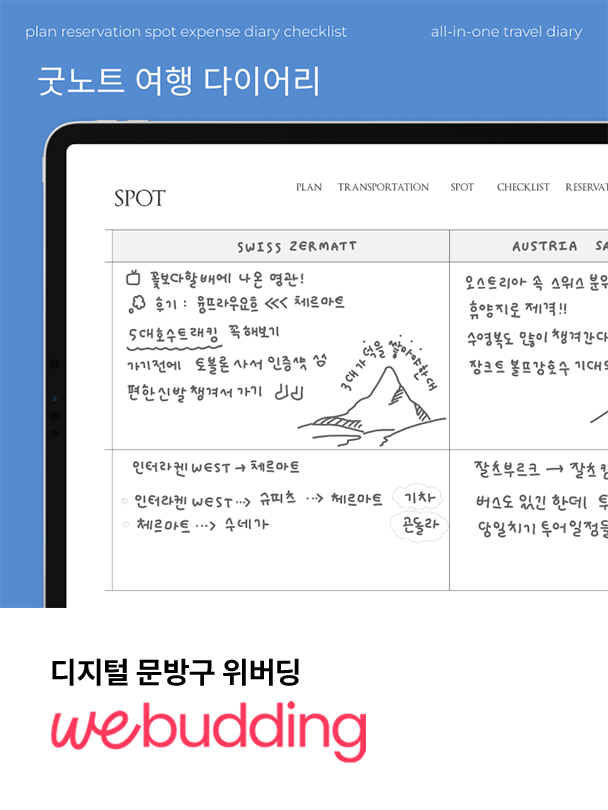 plan reservation spot expense diary checklist all-in-one travel diary
굿노트 여행 다이어리
PLAN TRANSPORTATION SPOT CHECKLIST RESERVAT
SPOT
SWISS ZERMATT
꽃보다할배에 나온 명관!
후기 : 융프라우요흐 <<< 체르마트
5대호수트래킹 꼭해보기
가기전에 토블론 사서 인증샷 섬
편한신발 챙겨서 가기
3대가 덕을 쌓아야한대
인터라켄 WEST → 체르마트
인터라켄 WEST ···> 슈피츠 ···> 체르마트 기차
체르마트 ···> 수네가 곤돌라
AUSTRIA SA
오스트리아 속 스위스 분위
휴양지로 제격!!
수영복도 많이 챙겨간다
장크트 볼프강호수 기대
잘츠부르크 → 잘츠캄
버스도 있긴 한데 투
당일치기 투어일정들
디지털 문방구 위버딩
webudding